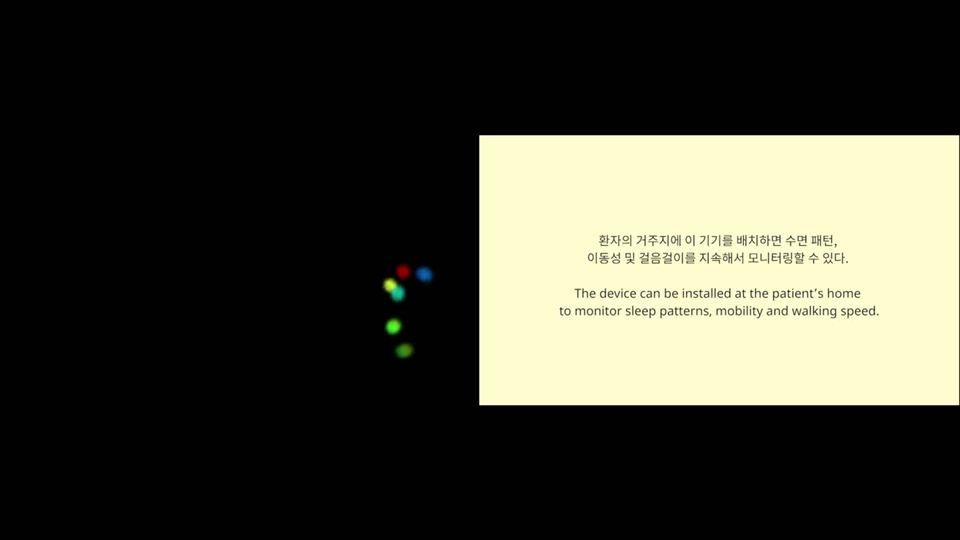 환자의 거주지에 이 기기를 배치하면 수면 패턴,
이동성 및 걸음걸이를 지속해서 모니터링할 수 있다.
The device can be installed at the patient's home
to monitor sleep patterns, mobility and walking speed.